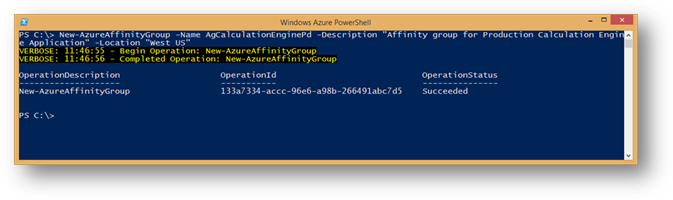 Windows Azure PowerShell
PS C:\> New-AzureAffinityGroup -Name AgCalculationEnginePd -Description "Affinity group for Production Calculation Engin
e Application" -Location "West US"
VERBOSE: 11:46:55 - Begin Operation: New-AzureAffinityGroup
VERBOSE: 11:46:56 - Completed Operation: New-AzureAffinityGroup
OperationDescription OperationId OperationStatus
-------------------- ----------- ---------------
New-AzureAffinityGroup 133a7334-accc-96e6-a98b-266491abc7d5 Succeeded
PS C:\>